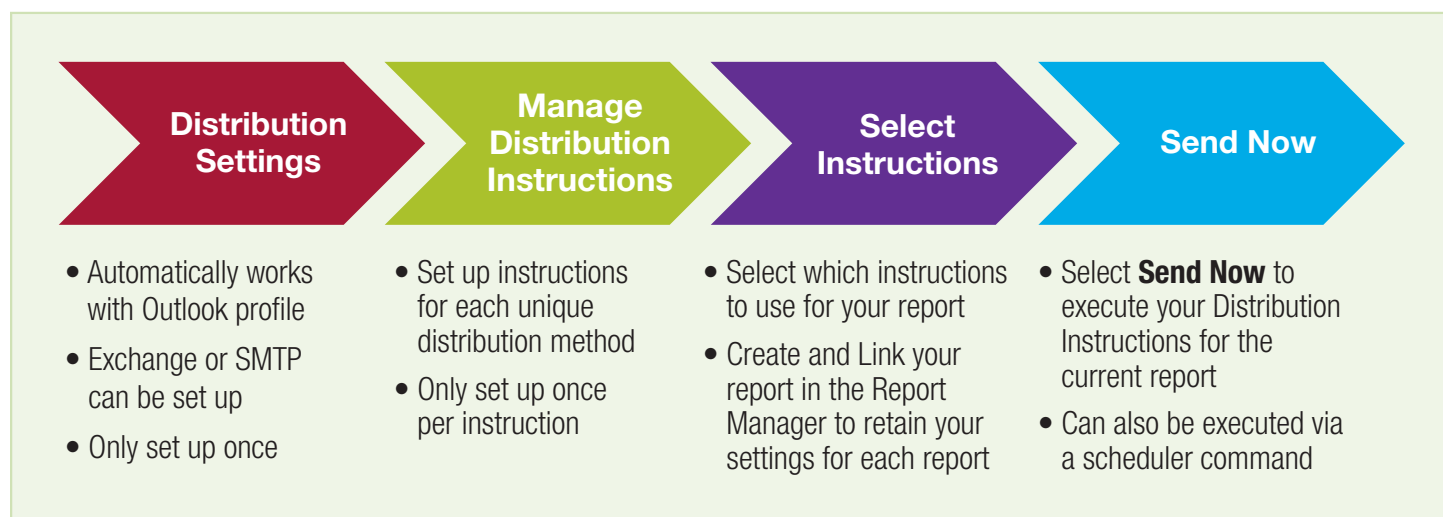 Distribution
Settings
• Automatically works
with Outlook profile
• Exchange or SMTP
can be set up
• Only set up once
Manage
Distribution
Instructions
• Set up instructions
for each unique
distribution method
• Only set up once
per instruction
Select
Instructions
• Select which instructions
to use for your report
• Create and Link your
report in the Report
Manager to retain your
settings for each report
Send Now
• Select Send Now to
execute your Distribution
Instructions for the
current report
• Can also be executed via
a scheduler command